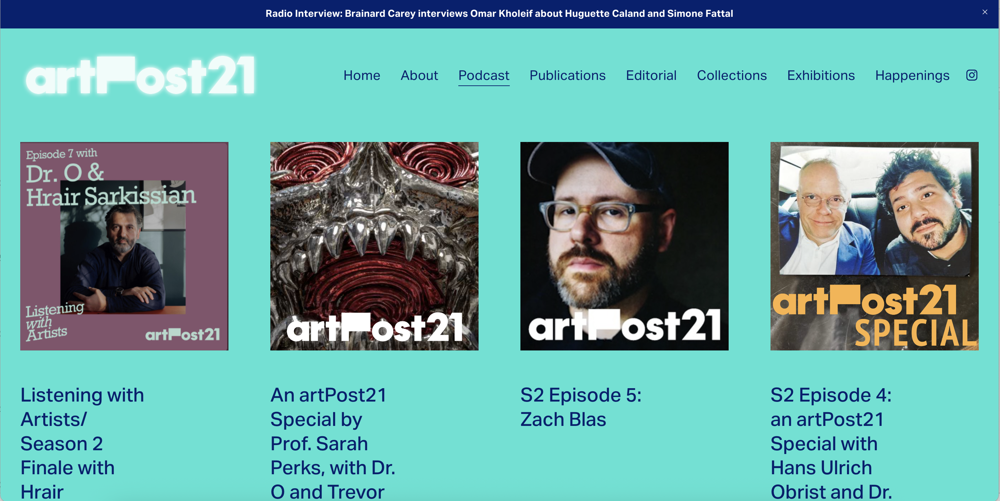 Radio Interview: Brainard Carey interviews Omar Kholeif about Huguette Caland and Simone Fattal
artPost21
Home About Podcast Publications Editorial Collections Exhibitions Happenings
Episode 7 with
Dr. O &
Hrair Sarkissian
Listening
with
Artists
artPost21
artPost21
artPost21
artPost21
SPECIAL
Listening with
Artists/
Season 2
Finale with
Hrair
An artPost21
Special by
Prof. Sarah
Perks, with Dr.
O and Trevor
S2 Episode 5:
Zach Blas
S2 Episode 4:
an artPost21
Special with
Hans Ulrich
Obrist and Dr.